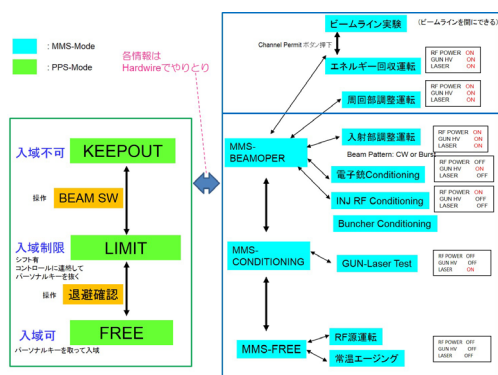 : MMS-Mode
: PPS-Mode
各情報は
Hardwireでやりとり
入域不可
KEEPOUT
操作
BEAM SW
入域制限
LIMIT
シフト有
コントロールに連絡して
パーソナルキーを抜く
操作
退避確認
入域可
FREE
パーソナルキーを取って入域
ビームライン実験
(ビームラインを開にできる)
Channel Permit ボタン押下
エネルギー回収運転
RF POWER ON
GUN HV ON
LASER ON
周回部調整運転
RF POWER ON
GUN HV ON
LASER ON
MMS-
BEAMOPER
入射部調整運転
Beam Pattern: CW or Burst
RF POWER ON
GUN HV ON
LASER ON
電子銃Conditioning
RF POWER OFF
GUN HV ON
LASER OFF
INJ RF Conditioning
RF POWER ON
GUN HV OFF
LASER OFF
Buncher Conditioning
MMS-
CONDITIONING
GUN-Laser Test
RF POWER OFF
GUN HV OFF
LASER ON
MMS-FREE
RF源運転
常温エージング
RF POWER OFF
GUN HV OFF
LASER OFF